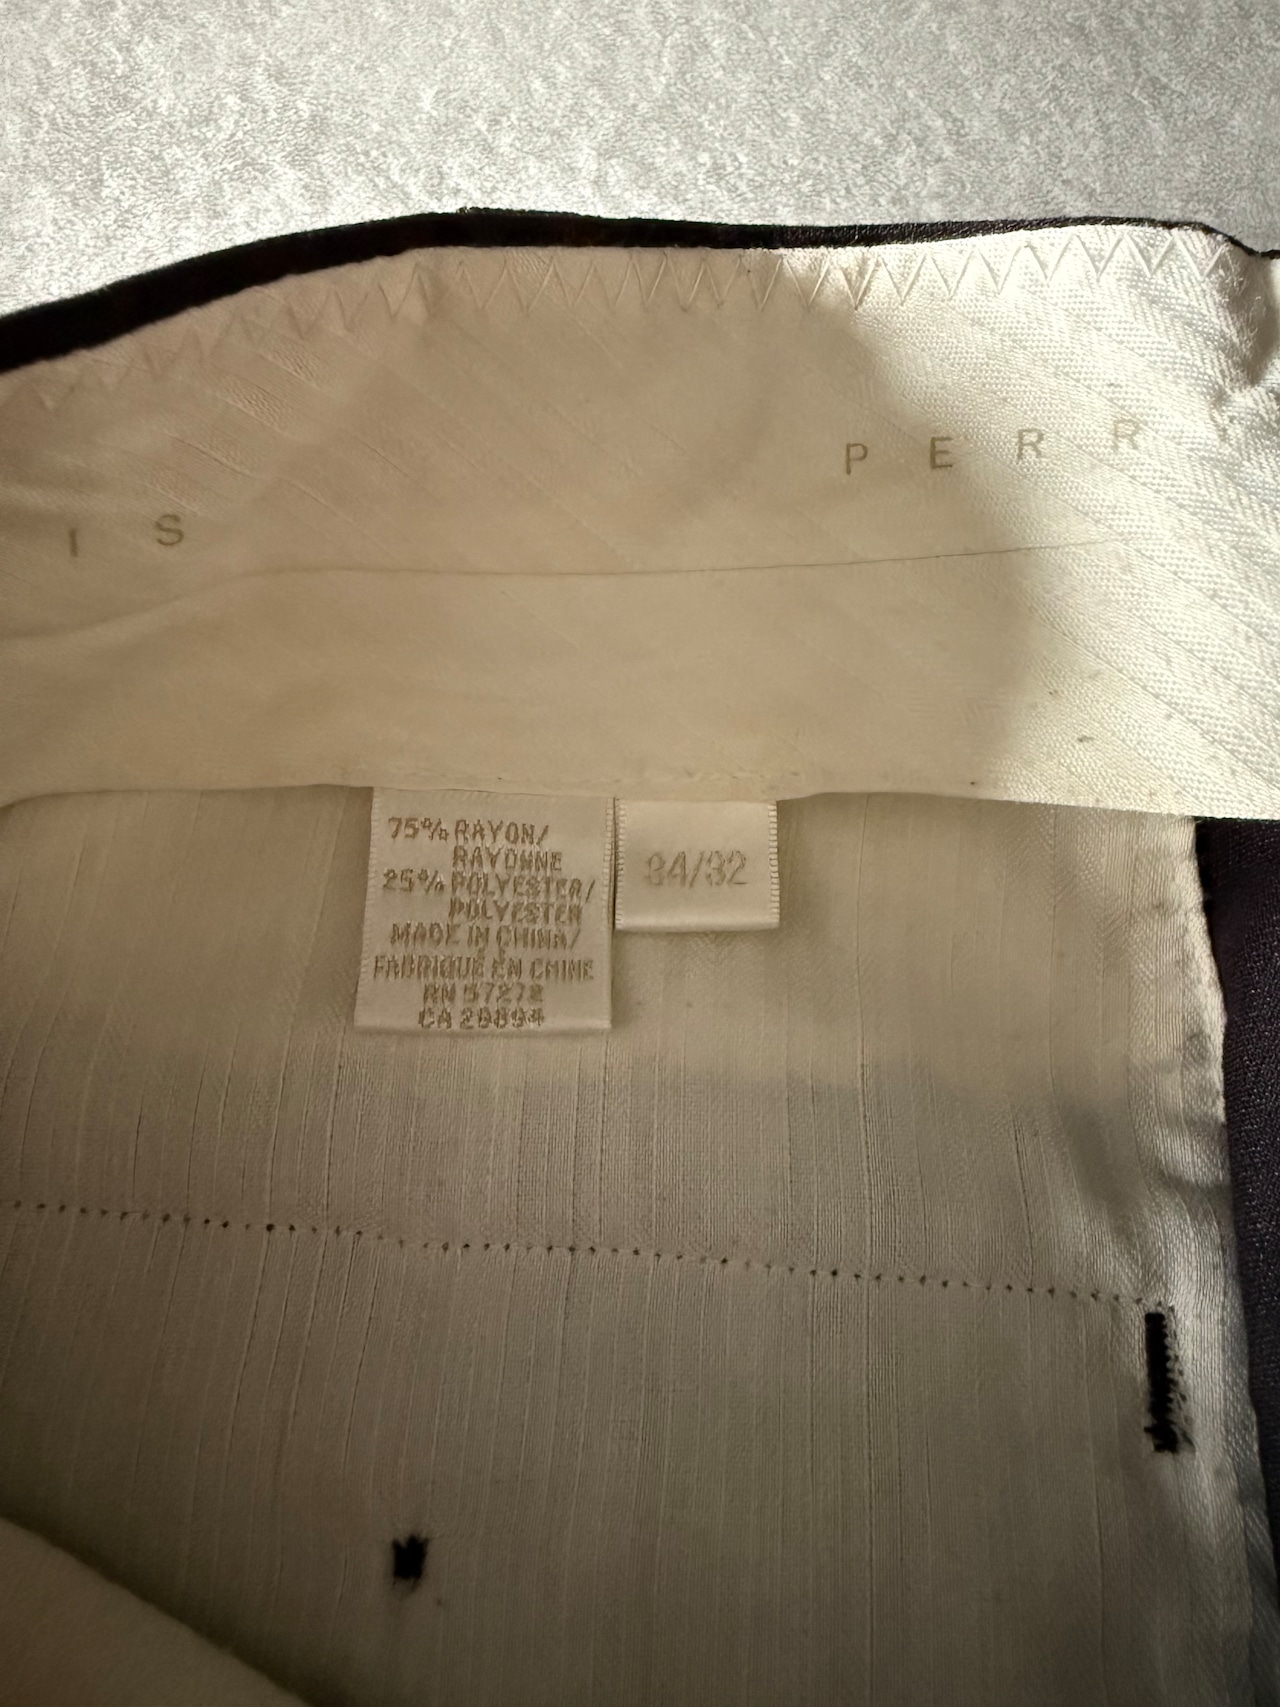 I S
P E R R Y
75% RAYON/
RAYONNE
25% POLYESTER/
POLYESTER
MADE IN CHINA/
FABRIQUÉ EN CHINE
RN 57272
CA 29894
34/32